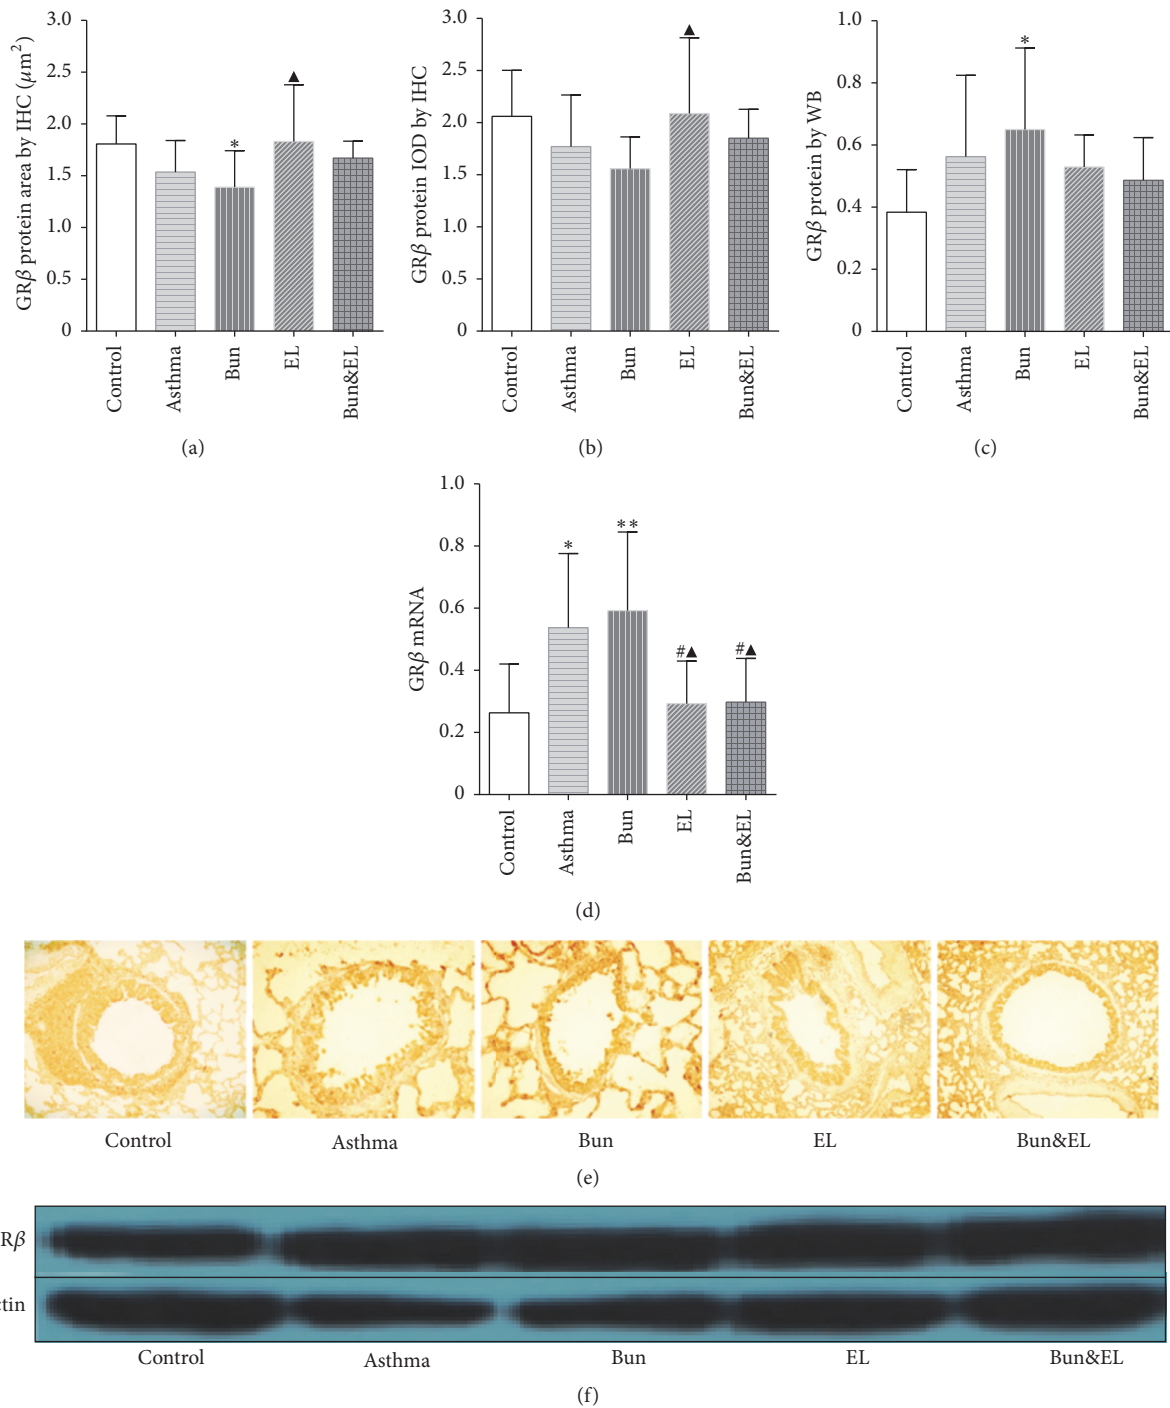 GRβ protein area by IHC (μm²)
3.0
2.5
2.0
1.5
1.0
0.5
0
*
▲
Control
Asthma
Bun
EL
Bun&EL
(a)
GRβ protein IOD by IHC
3.0
2.5
2.0
1.5
1.0
0.5
0
▲
Control
Asthma
Bun
EL
Bun&EL
(b)
GRβ protein by WB
1.0
0.8
0.6
0.4
0.2
0
*
Control
Asthma
Bun
EL
Bun&EL
(c)
GRβ mRNA
1.0
0.8
0.6
0.4
0.2
0
*
**
#▲
#▲
Control
Asthma
Bun
EL
Bun&EL
(d)
Control Asthma Bun EL Bun&EL
(e)
Rβ
tin
Control Asthma Bun EL Bun&EL
(f)